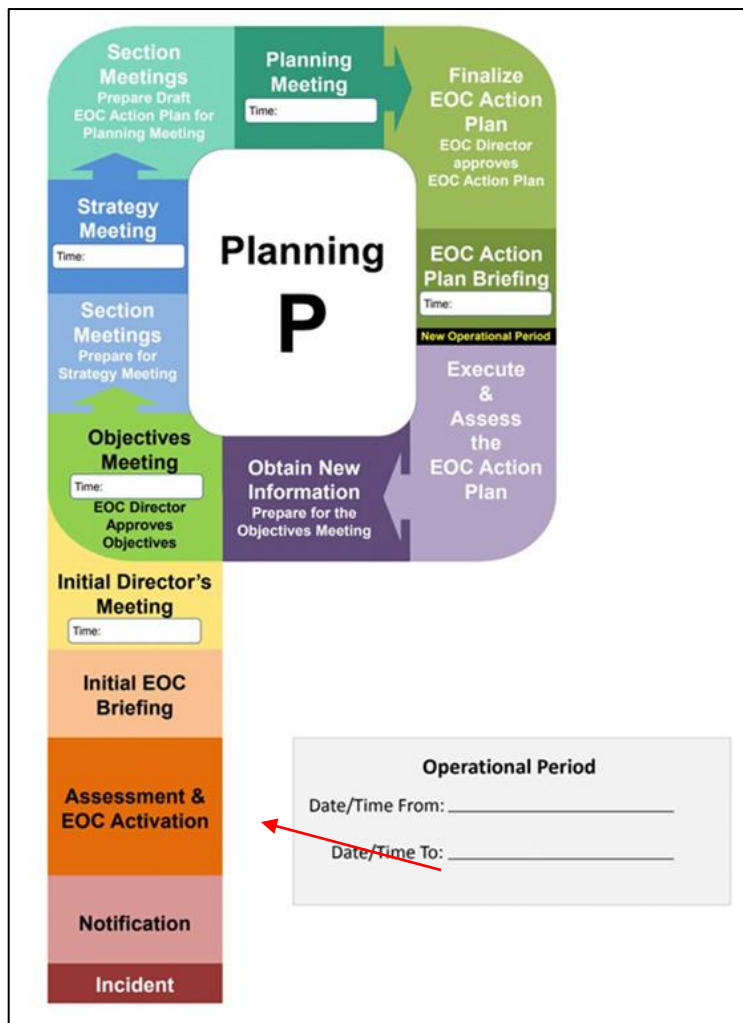 Section
Meetings
Prepare Draft
EOC Action Plan for
Planning Meeting
Planning
Meeting
Time:
Finalize
EOC Action
Plan
EOC Director
approves
EOC Action Plan
Strategy
Meeting
Time:
Planning
P
EOC Action
Plan Briefing
Time:
New Operational Period
Section
Meetings
Prepare for
Strategy Meeting
Execute
&
Assess
the
EOC Action
Plan
Objectives
Meeting
Time:
EOC Director
Approves
Objectives
Obtain New
Information
Prepare for the
Objectives Meeting
Initial Director's
Meeting
Time:
Initial EOC
Briefing
Assessment &
EOC Activation
Operational Period
Date/Time From:
Date/Time To:
Notification
Incident